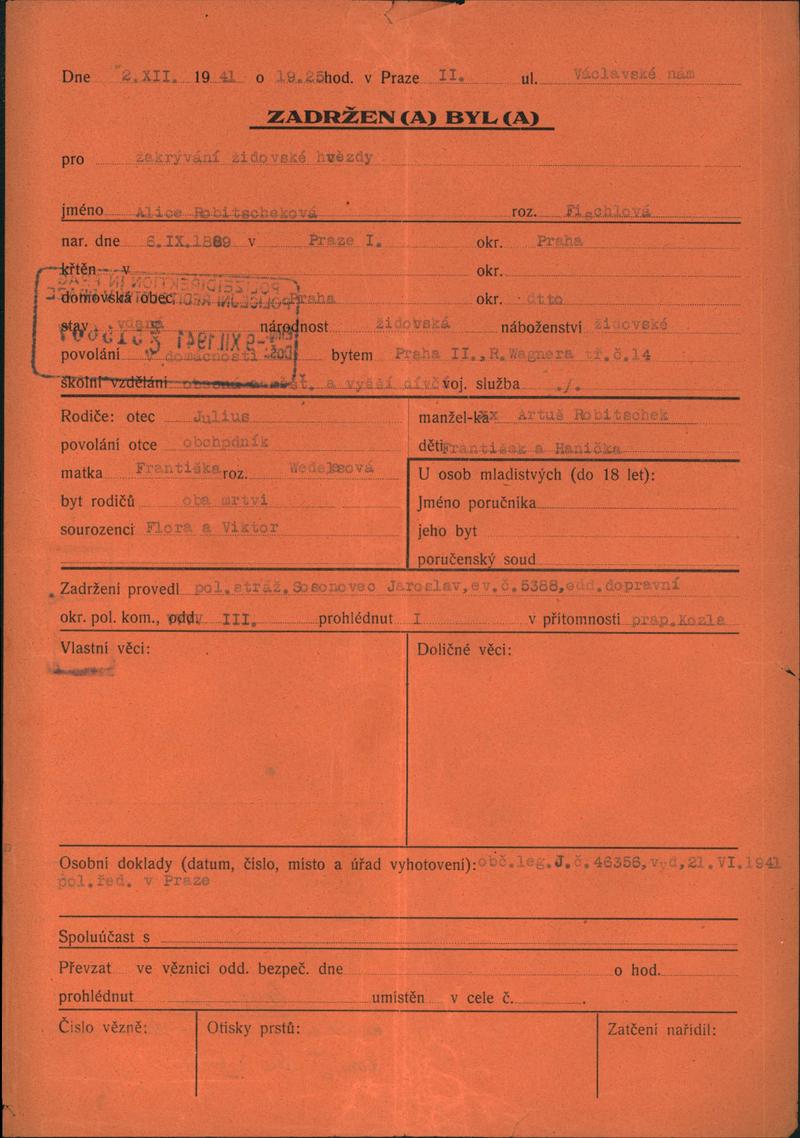 Dne 2.XII. 1941 o 19.25 hod. v Praze II. ul. Václavské nám
ZADRŽEN(A) BYL(A)
pro zakrývání židovské hvězdy
jméno Alice Robitscheková roz. Fischlová
nar. dne 6.IX.1889 v Praze I. okr. Praha
křtěn v okr.
domovská obec Praha okr. dtto
stav vdaná národnost židovská náboženství židovské
povolání v domácnosti bytem Praha II.,R.Wagnera tř.č.14
školní vzdělání a vyšší dívč voj. služba ./.
Rodiče: otec Julius
povolání otce obchodník
matka Františka roz.
byt rodičů oba mrtvi
sourozenci Flora a Viktor
manžel-ka Artuš Robitschek
děti František a Hanička
U osob mladistvých (do 18 let):
Jméno poručníka
jeho byt
poručenský soud
Zadržení provedl pol.stráž.Sosonovec Jaroslav,ev.č.5388,odd.dopravní
okr. pol. kom., odd. III. prohlédnut I v přítomnosti prap.Kozla
Vlastní věci:
Doličné věci:
Osobní doklady (datum, číslo, místo a úřad vyhotovení): obč.leg.J.č.46356,vyd,21.VI.1941
pol.řed. v Praze
Spoluúčast s
Převzat ve věznici odd. bezpeč. dne o hod.
prohlédnut umístěn v cele č.
Číslo vězně:
Otisky prstů:
Zatčení nařídil: